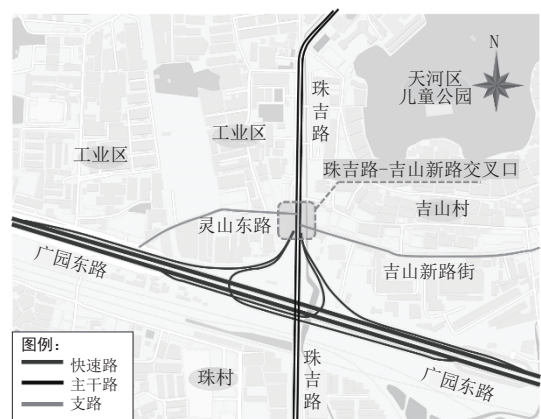 N
天河区
儿童公园
珠吉路
工业区
工业区
珠吉路-吉山新路交叉口
吉山村
灵山东路
吉山新路街
广园东路
图例：
快速路
主干路
支路
珠村
珠吉路
广园东路